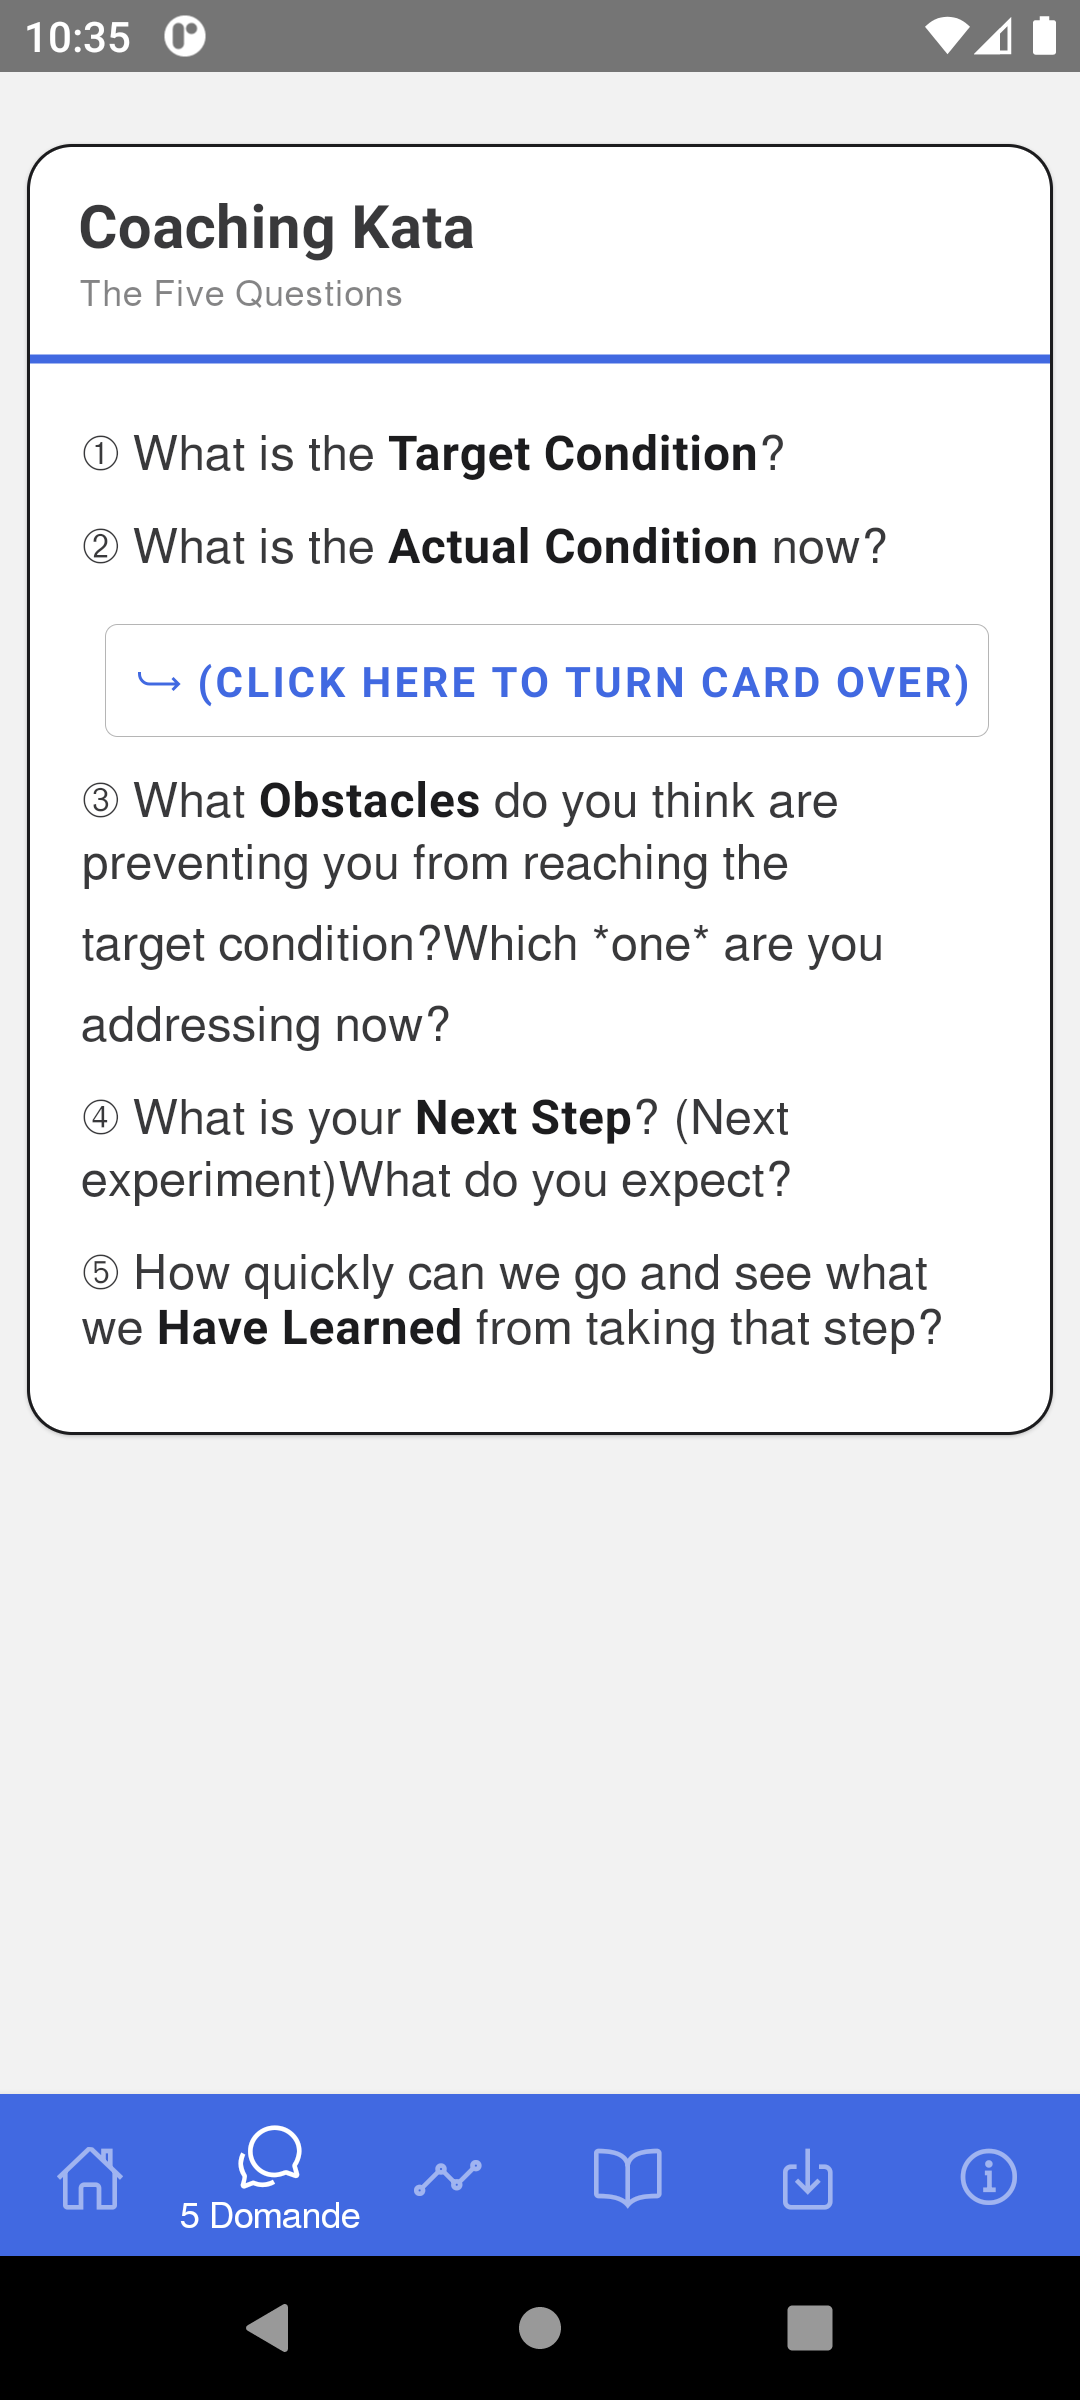 10:35
Coaching Kata
The Five Questions
① What is the Target Condition?
② What is the Actual Condition now?
(CLICK HERE TO TURN CARD OVER)
③ What Obstacles do you think are
preventing you from reaching the
target condition?Which *one* are you
addressing now?
④ What is your Next Step? (Next
experiment)What do you expect?
⑤ How quickly can we go and see what
we Have Learned from taking that step?
5 Domande